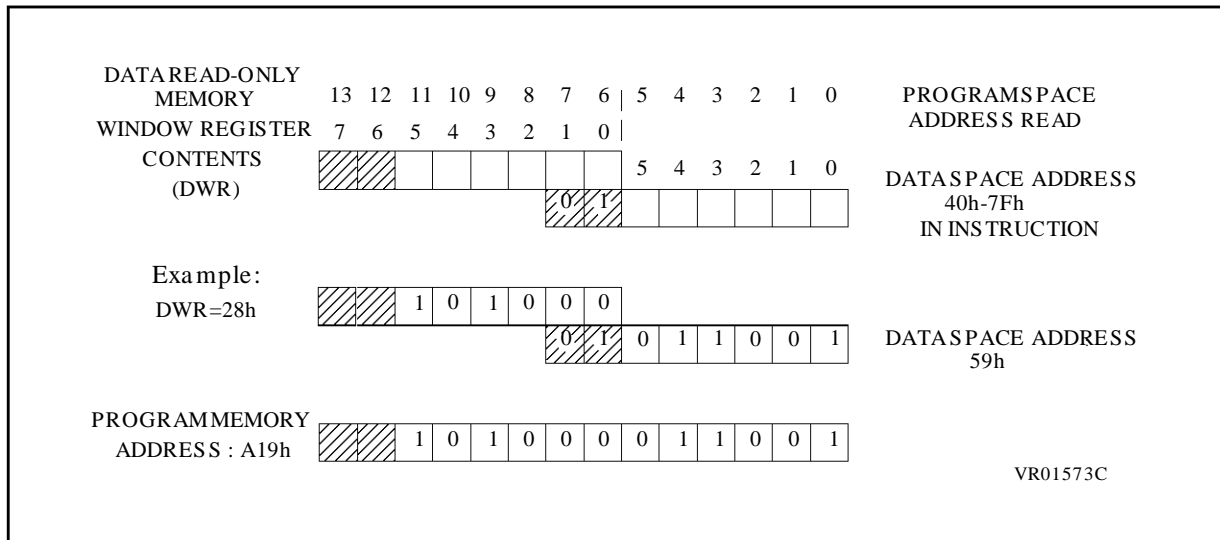 DATA READ-ONLY
MEMORY 13 12 11 10 9 8 7 6 5 4 3 2 1 0 PROGRAM SPACE
ADDRESS READ
WINDOW REGISTER 7 6 5 4 3 2 1 0
CONTENTS 5 4 3 2 1 0
(DWR) 0 1 DATA SPACE ADDRESS
40h-7Fh
IN INSTRUCTION
Example:
DWR=28h 1 0 1 0 0 0
0 1 0 1 1 0 0 1 DATA SPACE ADDRESS
59h
PROGRAM MEMORY
ADDRESS : A19h 1 0 1 0 0 0 0 1 1 0 0 1
VR01573C